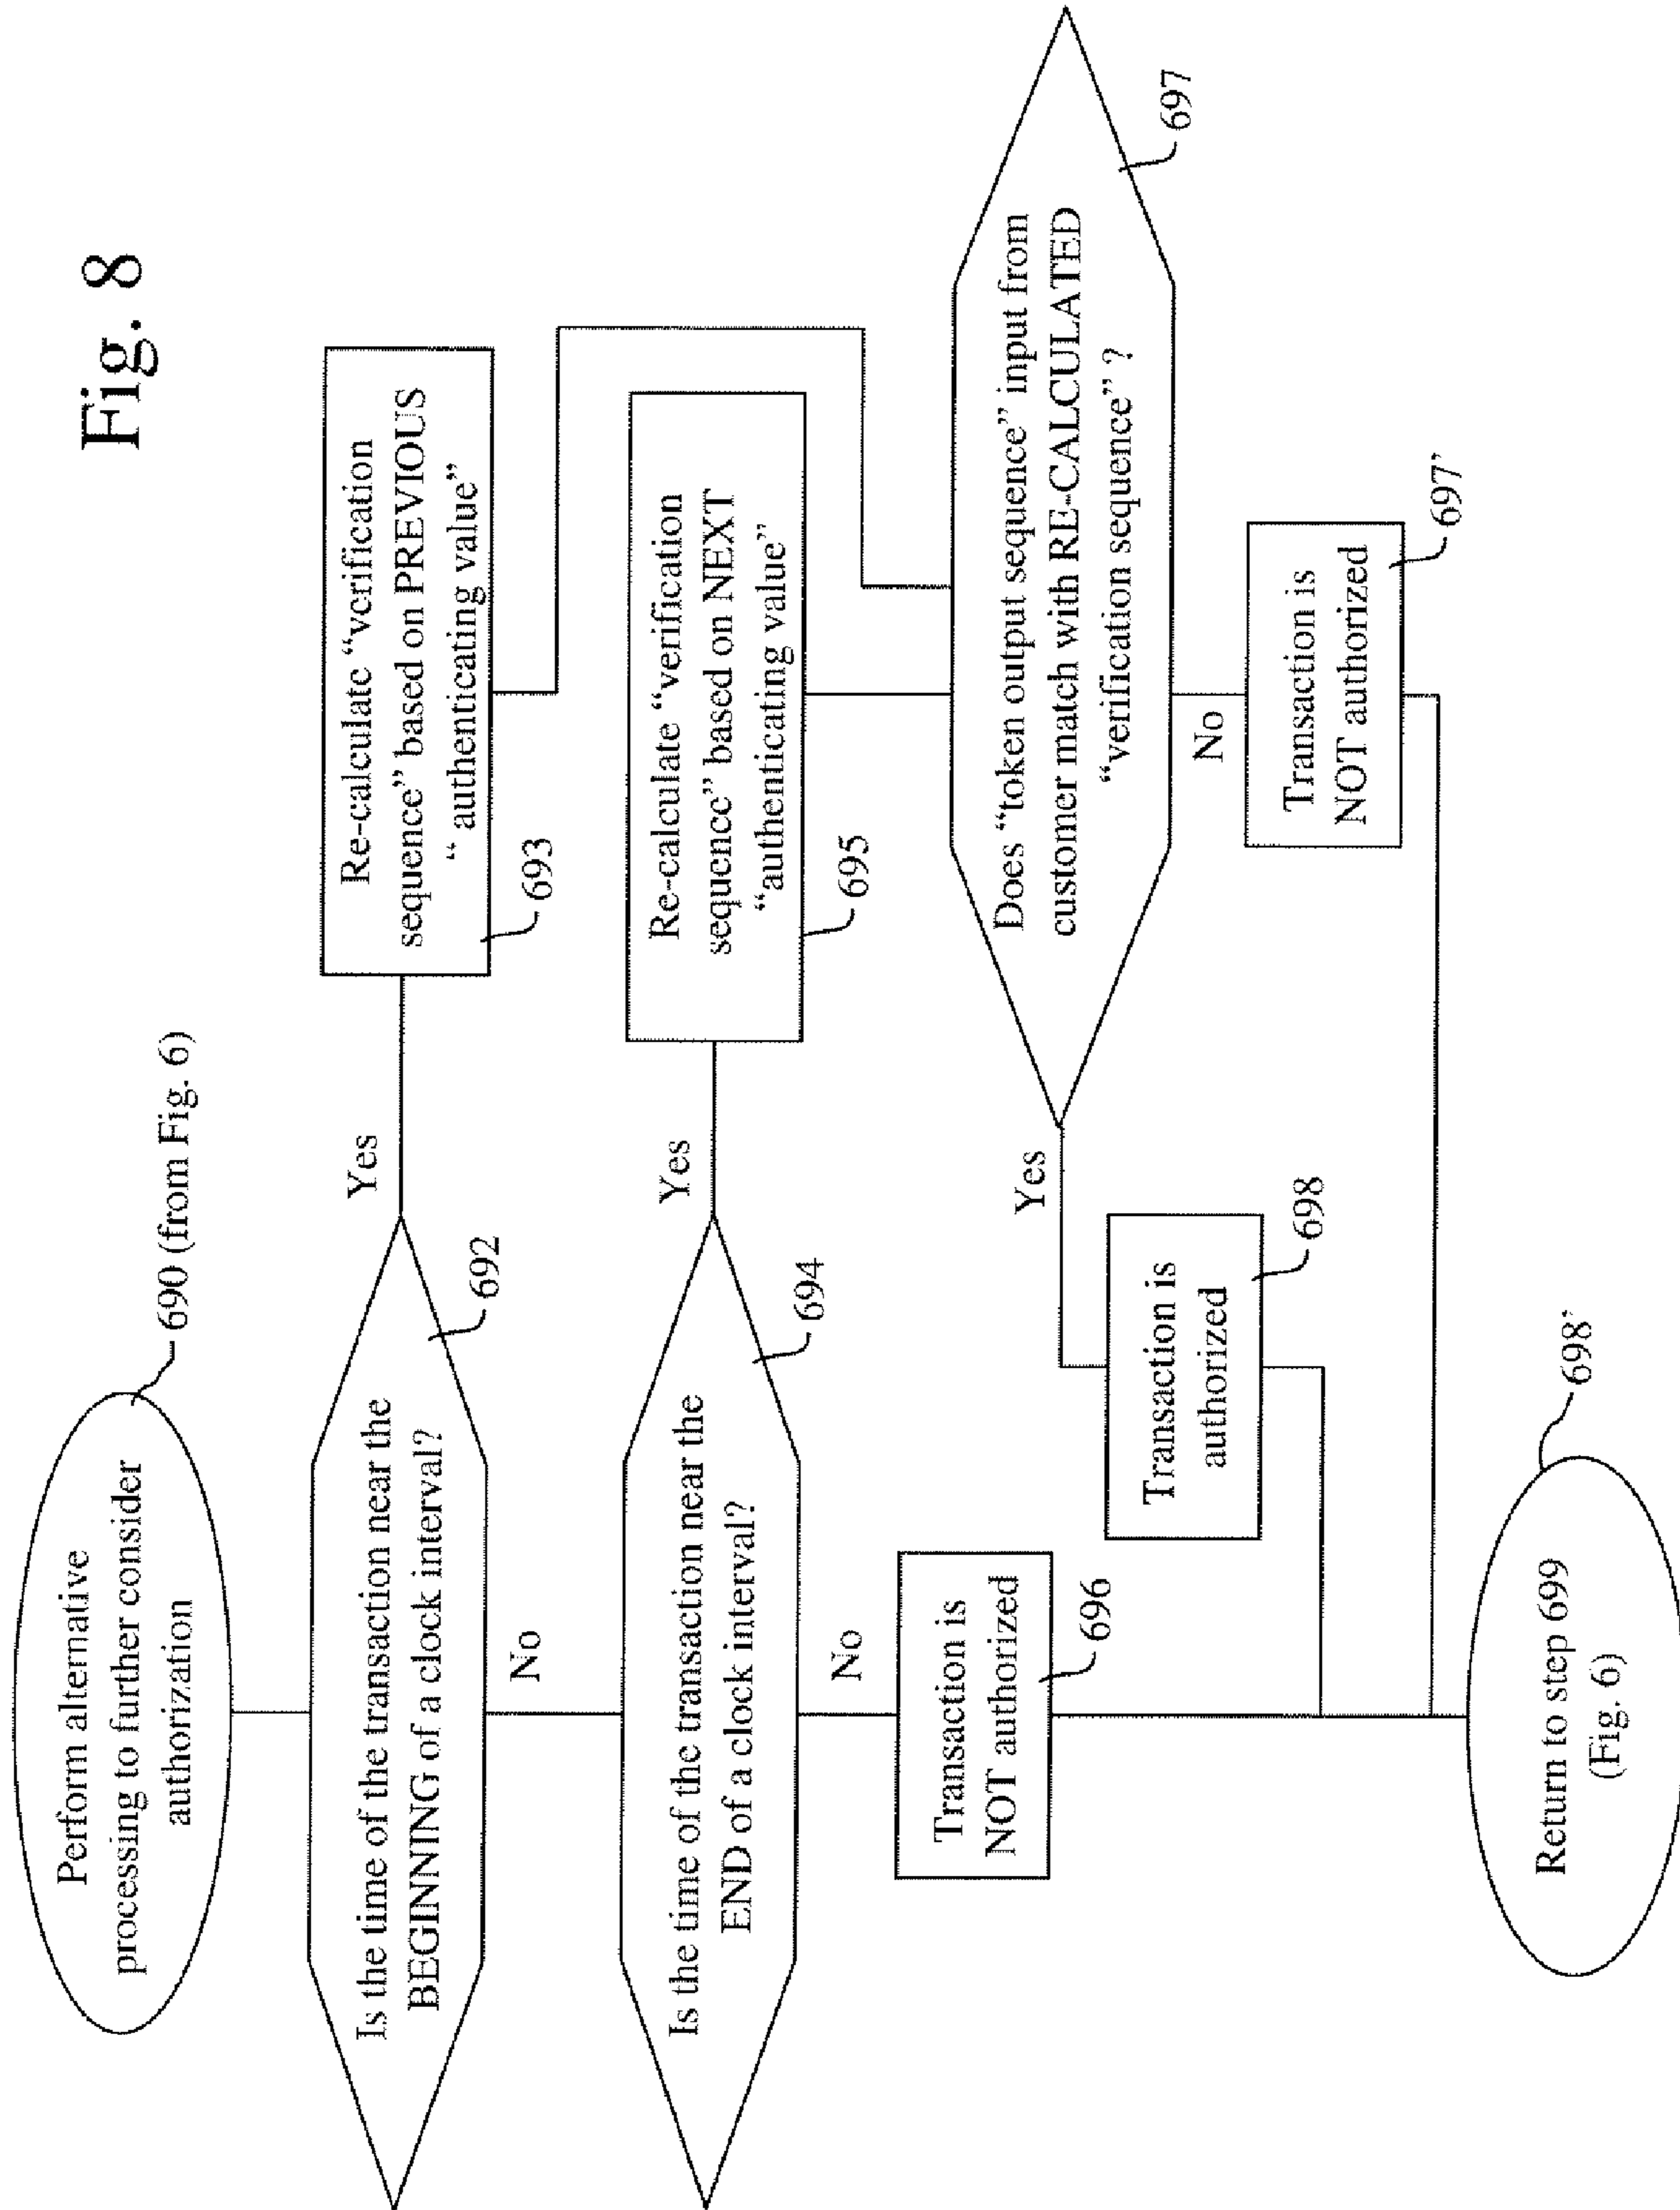 Fig. 8
Perform alternative
processing to further consider
authorization
690 (from Fig. 6)
Is the time of the transaction near the
BEGINNING of a clock interval?
692
Yes
Re-calculate “verification
sequence” based on PREVIOUS
“authenticating value”
693
No
Is the time of the transaction near the
END of a clock interval?
694
Yes
Re-calculate “verification
sequence” based on NEXT
“authenticating value”
695
No
Transaction is
NOT authorized
696
Does “token output sequence” input from
customer match with RE-CALCULATED
“verification sequence” ?
697
Yes
Transaction is
authorized
698
No
Transaction is
NOT authorized
697’
Return to step 699
(Fig. 6)
698’